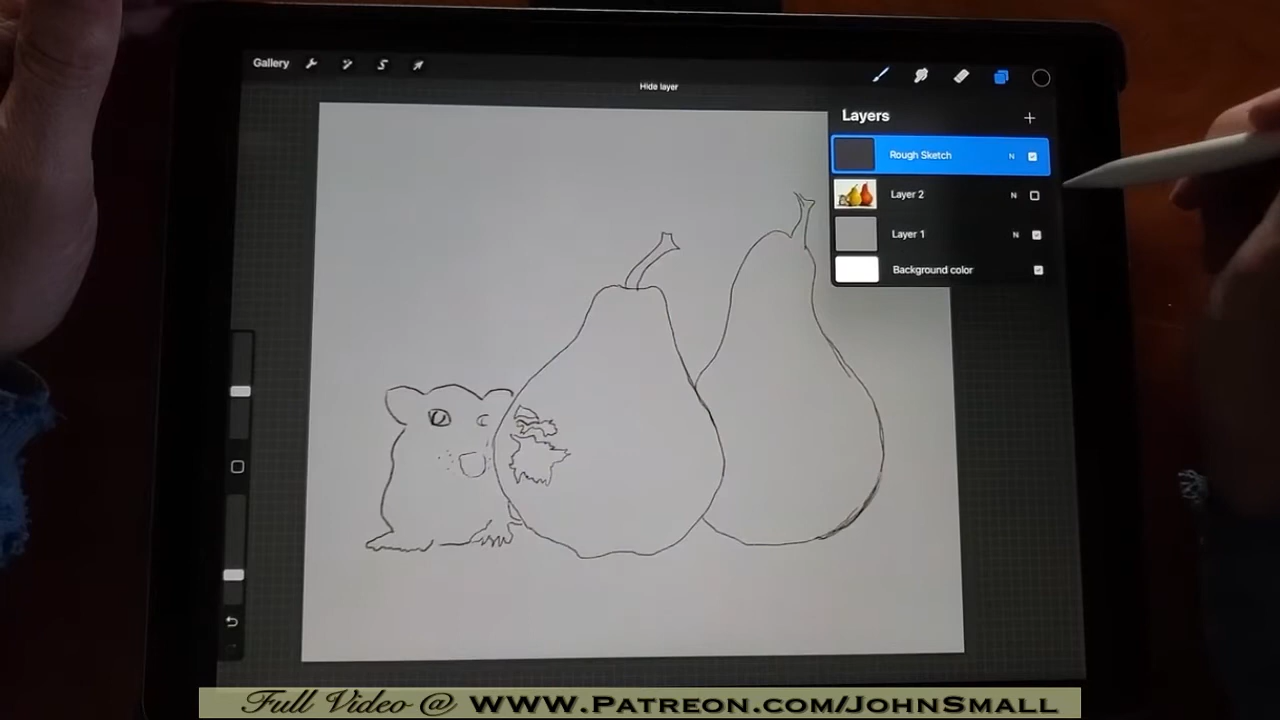 Gallery
Hide layer
Layers
Rough Sketch N
Layer 2 N
Layer 1 N
Background color
Full Video @ www.Patreon.com/JohnSmall